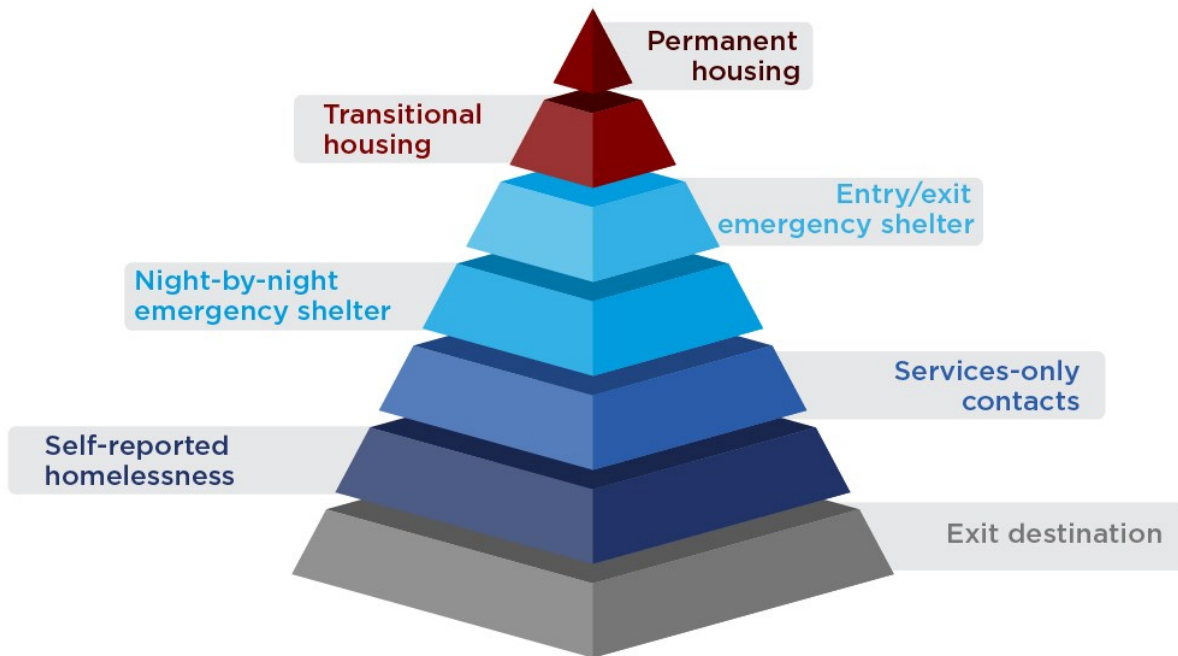 Permanent
housing
Transitional
housing
Entry/exit
emergency shelter
Night-by-night
emergency shelter
Services-only
contacts
Self-reported
homelessness
Exit destination